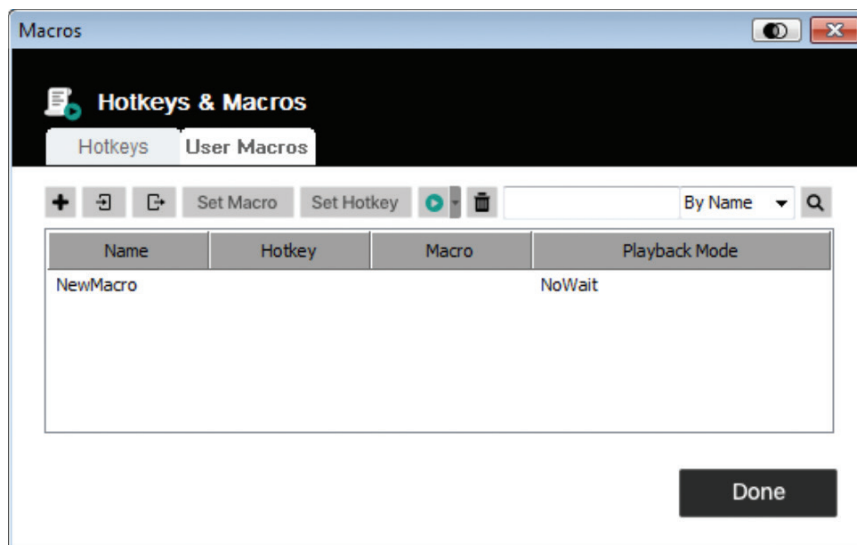 Macros
Hotkeys & Macros
Hotkeys User Macros
Set Macro Set Hotkey By Name
Name Hotkey Macro Playback Mode
NewMacro NoWait
Done